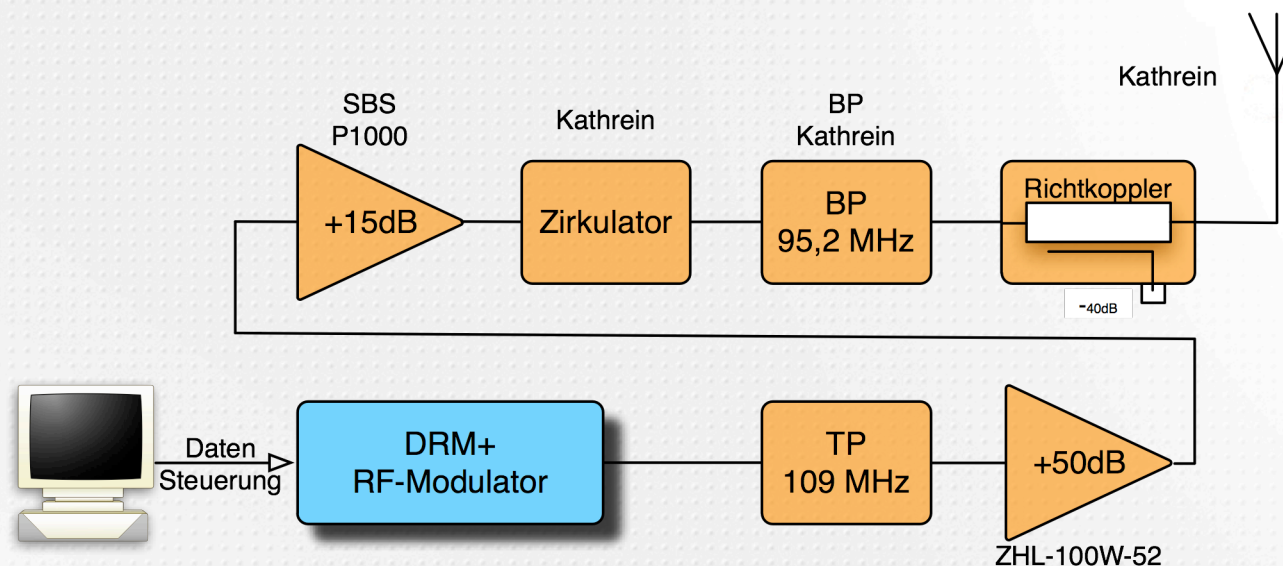 Kathrein
SBS
P1000
Kathrein
BP
Kathrein
+15dB
Zirkulator
BP
95,2 MHz
Richtkoppler
-40dB
Daten
Steuerung
DRM+
RF-Modulator
TP
109 MHz
+50dB
ZHL-100W-52